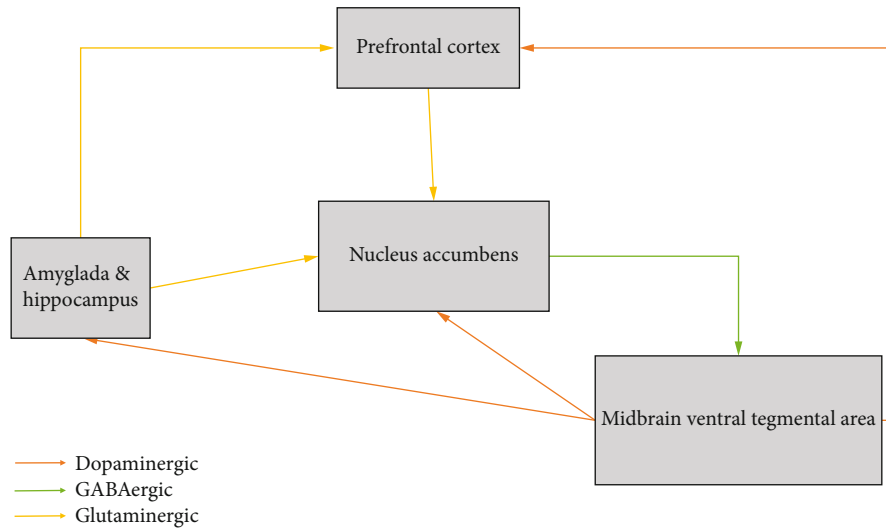 Prefrontal cortex
Nucleus accumbens
Amyglada &
hippocampus
Midbrain ventral tegmental area
Dopaminergic
GABAergic
Glutaminergic